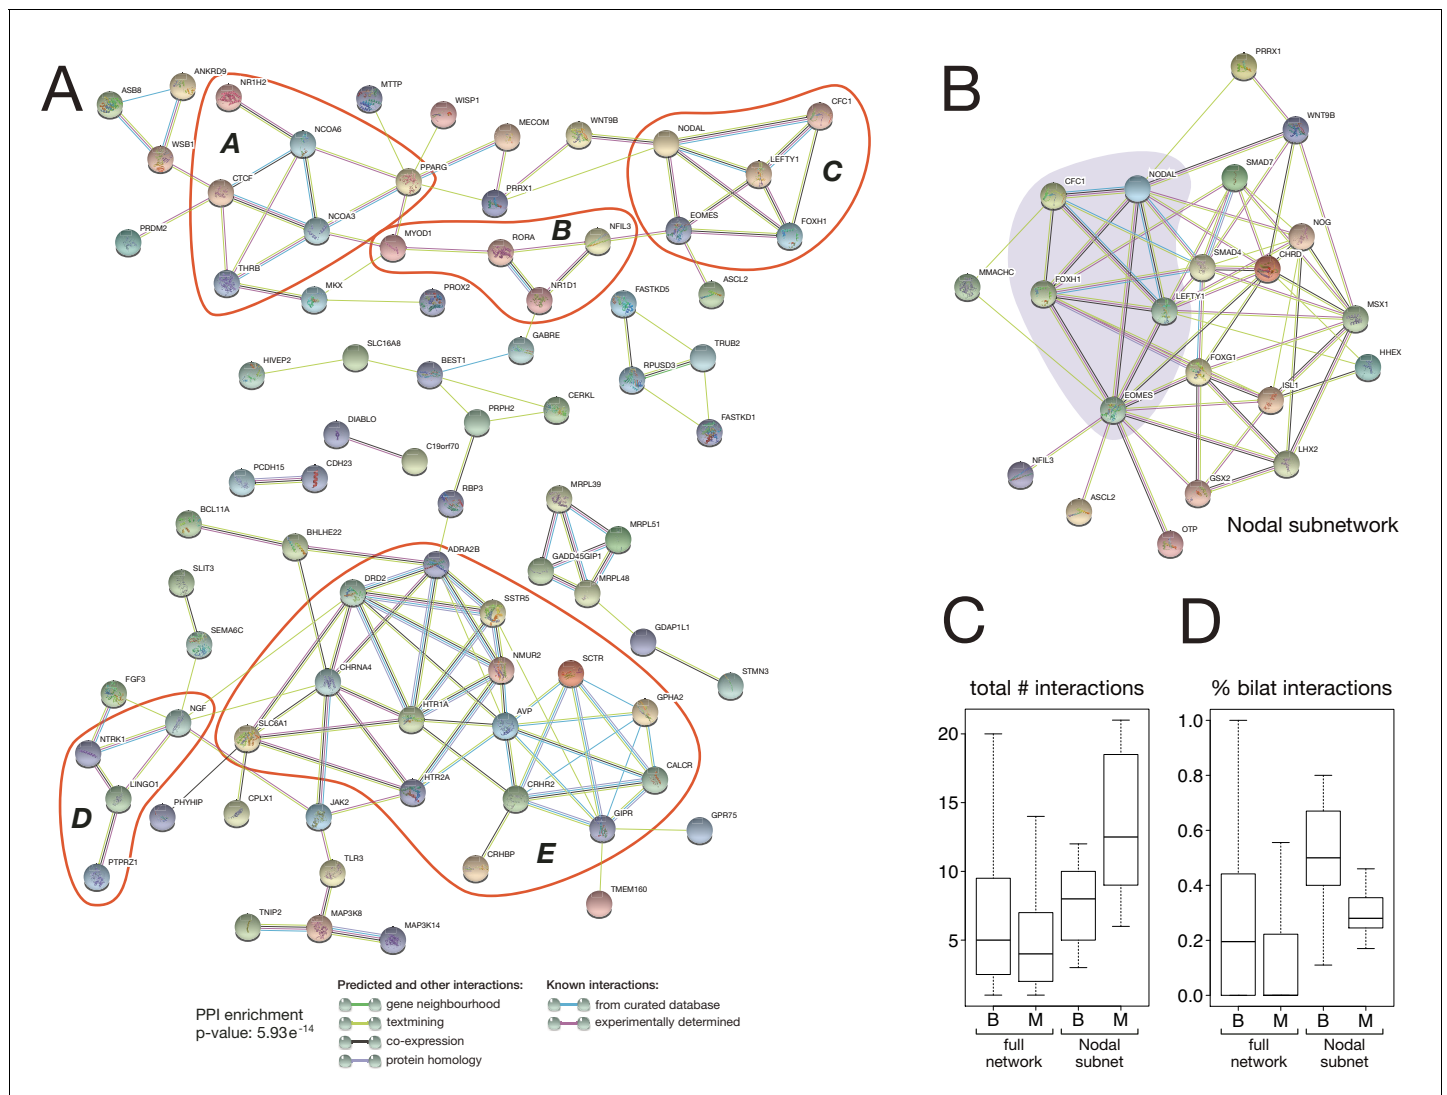 A
ANKRD9
ASB8
WSB1
NR1H2
A
NCOA6
CTCF
PRDM2
NCOA3
THRB
MTTP
WISP1
MECOM
PPARG
PRRX1
WNT9B
NODAL
CFC1
LEFTY1
C
EOMES
FOXH1
ASCL2
MYOD1
RORA
B
NFIL3
NR1D1
MKX
PROX2
GABRE
FASTKD5
TRUB2
RPUSD3
FASTKD1
SLC16A8
HIVEP2
BEST1
CERKL
PRPH2
DIABLO
C19orf70
PCDH15
CDH23
RBP3
MRPL39
MRPL51
GADD45GIP1
MRPL48
BCL11A
BHLHE22
ADRA2B
SLIT3
DRD2
SSTR5
GDAP1L1
STMN3
SEMA6C
CHRNA4
NMUR2
SCTR
FGF3
NGF
HTR1A
AVP
GPHA2
NTRK1
SLC6A1
CALCR
LINGO1
HTR2A
CRHR2
D
PHYHIP
CPLX1
JAK2
GIPR
GPR75
PTPRZ1
E
CRHBP
TLR3
TMEM160
TNIP2
MAP3K8
MAP3K14
PPI enrichment
p-value: 5.93e-14
Predicted and other interactions:
gene neighbourhood
textmining
co-expression
protein homology
Known interactions:
from curated database
experimentally determined
B
PRRX1
WNT9B
SMAD7
CFC1
NODAL
NOG
SMAD4
CHRD
MMACHC
FOXH1
LEFTY1
MSX1
FOXG1
HHEX
ISL1
EOMES
LHX2
NFIL3
GSX2
ASCL2
OTP
Nodal subnetwork
C
total # interactions
20
15
10
5
B M B M
full
network
Nodal
subnet
D
% bilat interactions
1.0
0.8
0.6
0.4
0.2
0.0
B M B M
full
network
Nodal
subnet